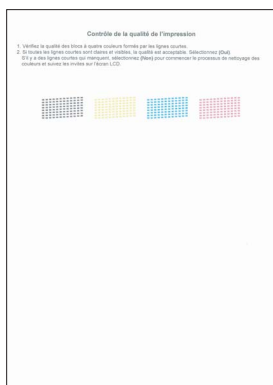 Contrôle de la qualité de l'impression
1. Vérifiez la qualité des blocs à quatre couleurs formés par les lignes courtes.
2. Si toutes les lignes courtes sont claires et visibles, la qualité est acceptable. Sélectionnez (Oui).
S'il y a des lignes courtes qui manquent, sélectionnez (Non) pour commencer le processus de nettoyage des
couleurs et suivez les invites sur l'écran LCD.